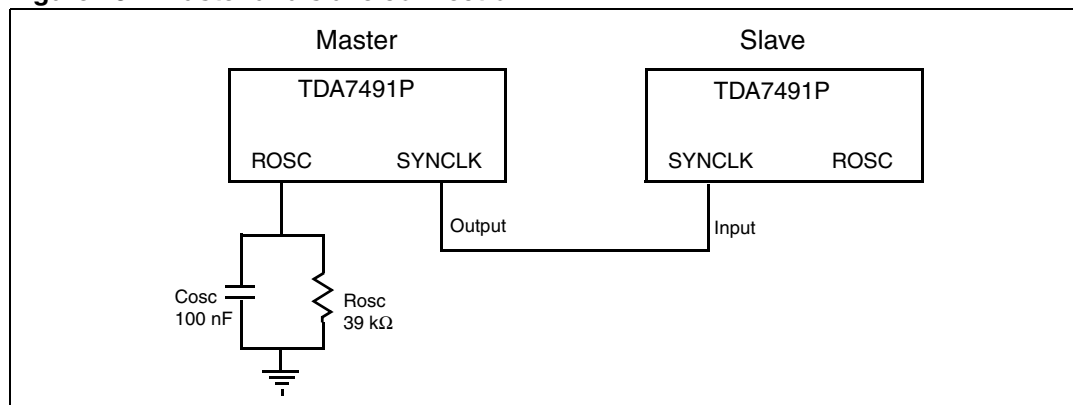 Master
Slave
TDA7491P
TDA7491P
ROSC
SYNCLK
SYNCLK
ROSC
Output
Input
Cosc
100 nF
Rosc
39 kΩ